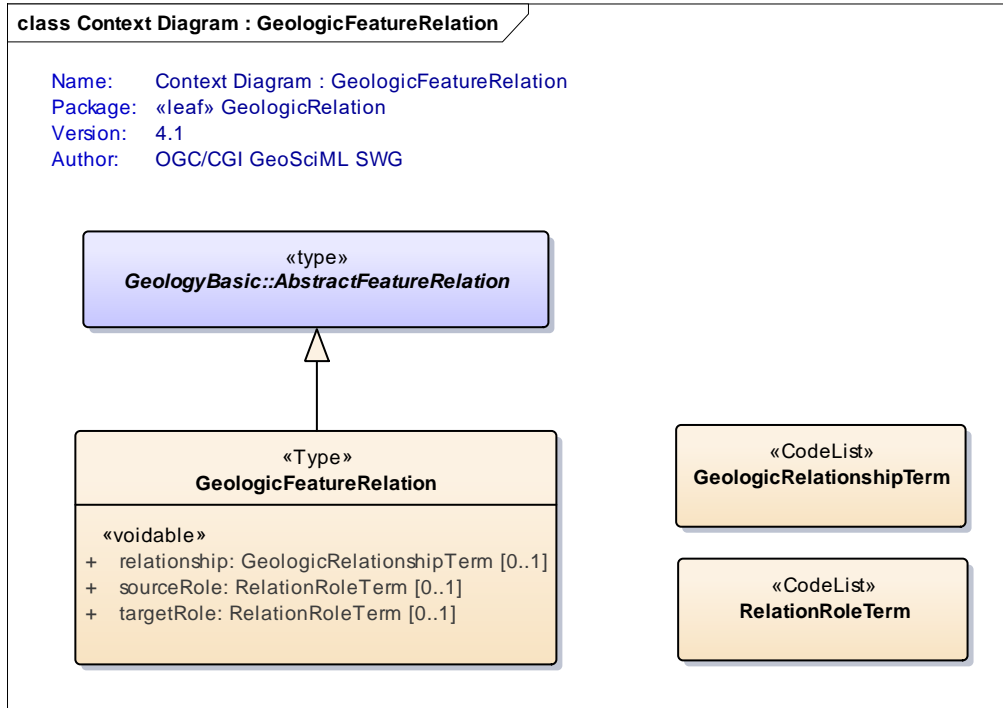 class Context Diagram : GeologicFeatureRelation
Name: Context Diagram : GeologicFeatureRelation
Package: «leaf» GeologicRelation
Version: 4.1
Author: OGC/CGI GeoSciML SWG
«type»
GeologyBasic::AbstractFeatureRelation
«Type»
GeologicFeatureRelation
«voidable»
+ relationship: GeologicRelationshipTerm [0..1]
+ sourceRole: RelationRoleTerm [0..1]
+ targetRole: RelationRoleTerm [0..1]
«CodeList»
GeologicRelationshipTerm
«CodeList»
RelationRoleTerm